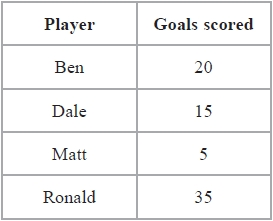 Player Goals scored
Ben 20
Dale 15
Matt 5
Ronald 35